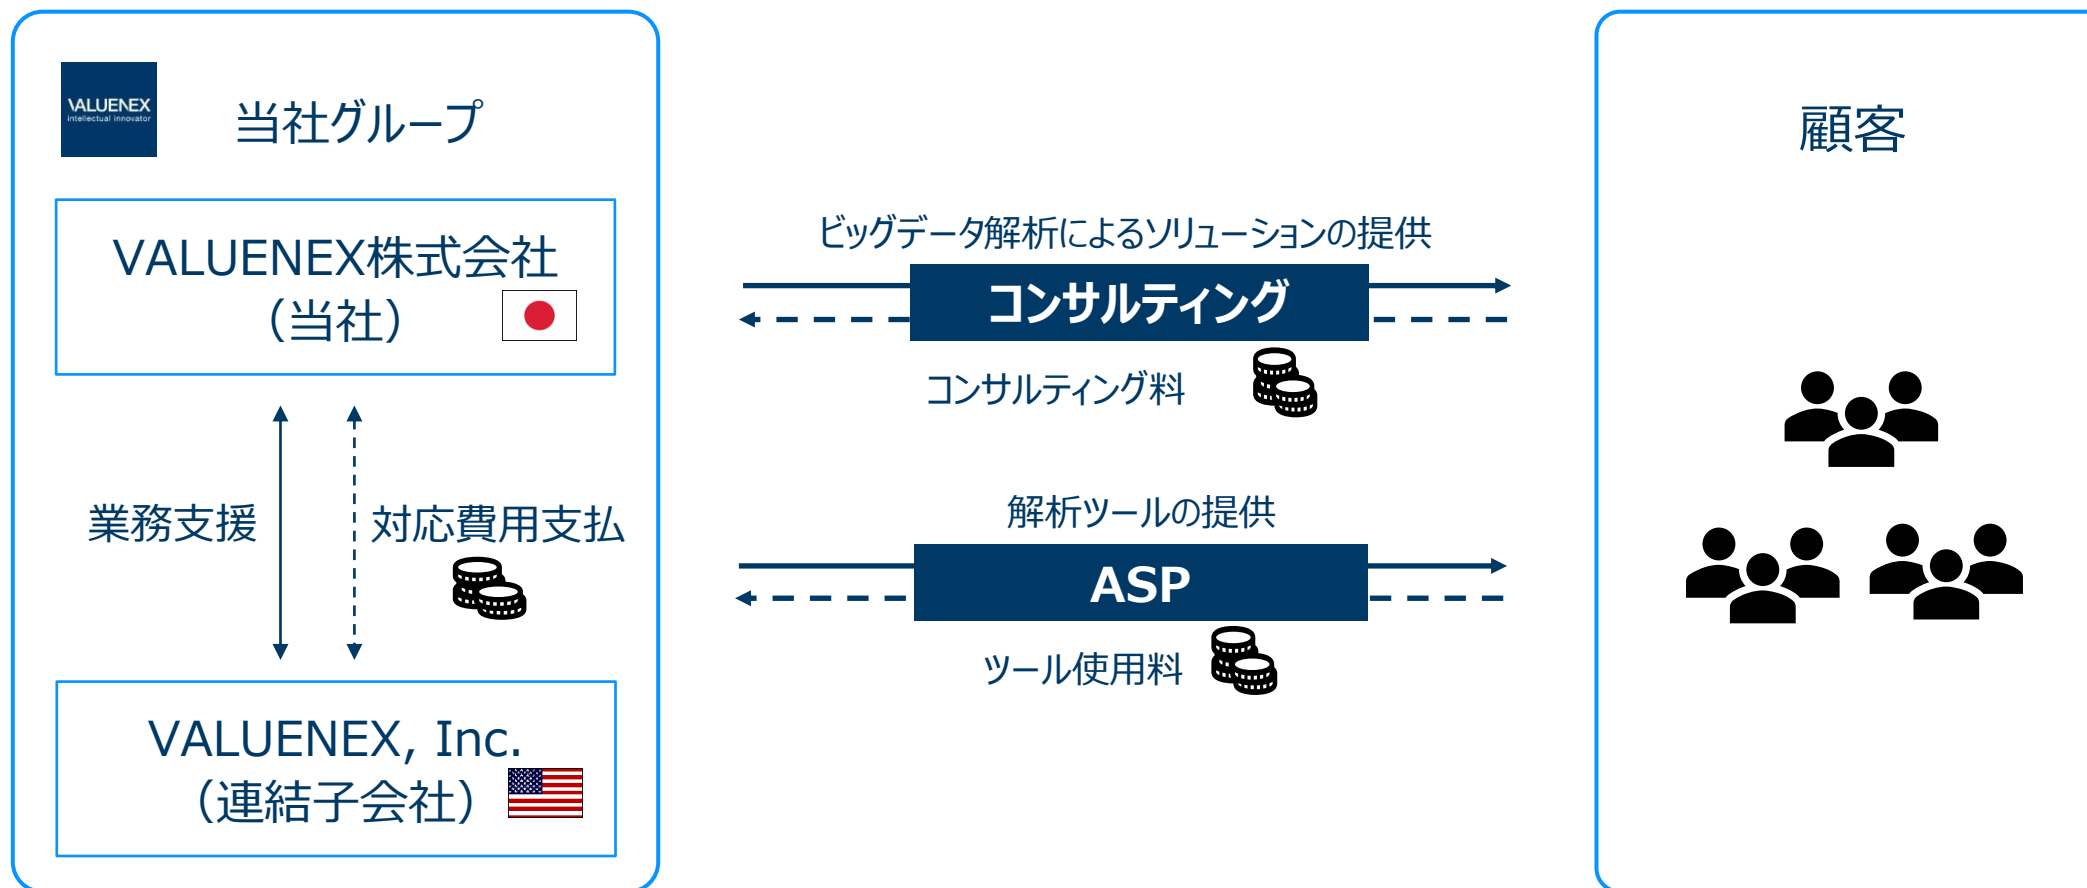 VALUENEX
intellectual innovator
当社グループ
顧客
VALUENEX株式会社
（当社）
ビッグデータ解析によるソリューションの提供
コンサルティング
コンサルティング料
業務支援
対応費用支払
解析ツールの提供
ASP
ツール使用料
VALUENEX, Inc.
（連結子会社）